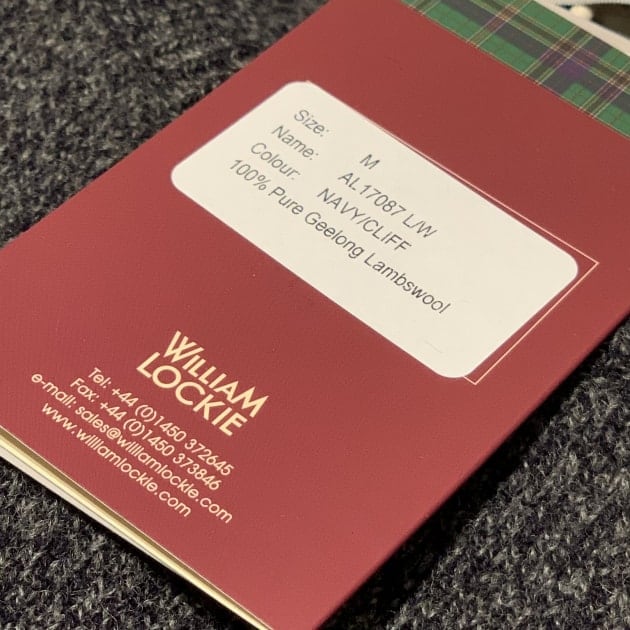 Size: M
Name: AL17087 L/W
Colour: NAVY/CLIFF
100% Pure Geelong Lambswool
WILLIAM
LOCKIE
Tel: +44 (0)1450 372645
Fax: +44 (0)1450 373846
e-mail: sales@williamlockie.com
www.williamlockie.com